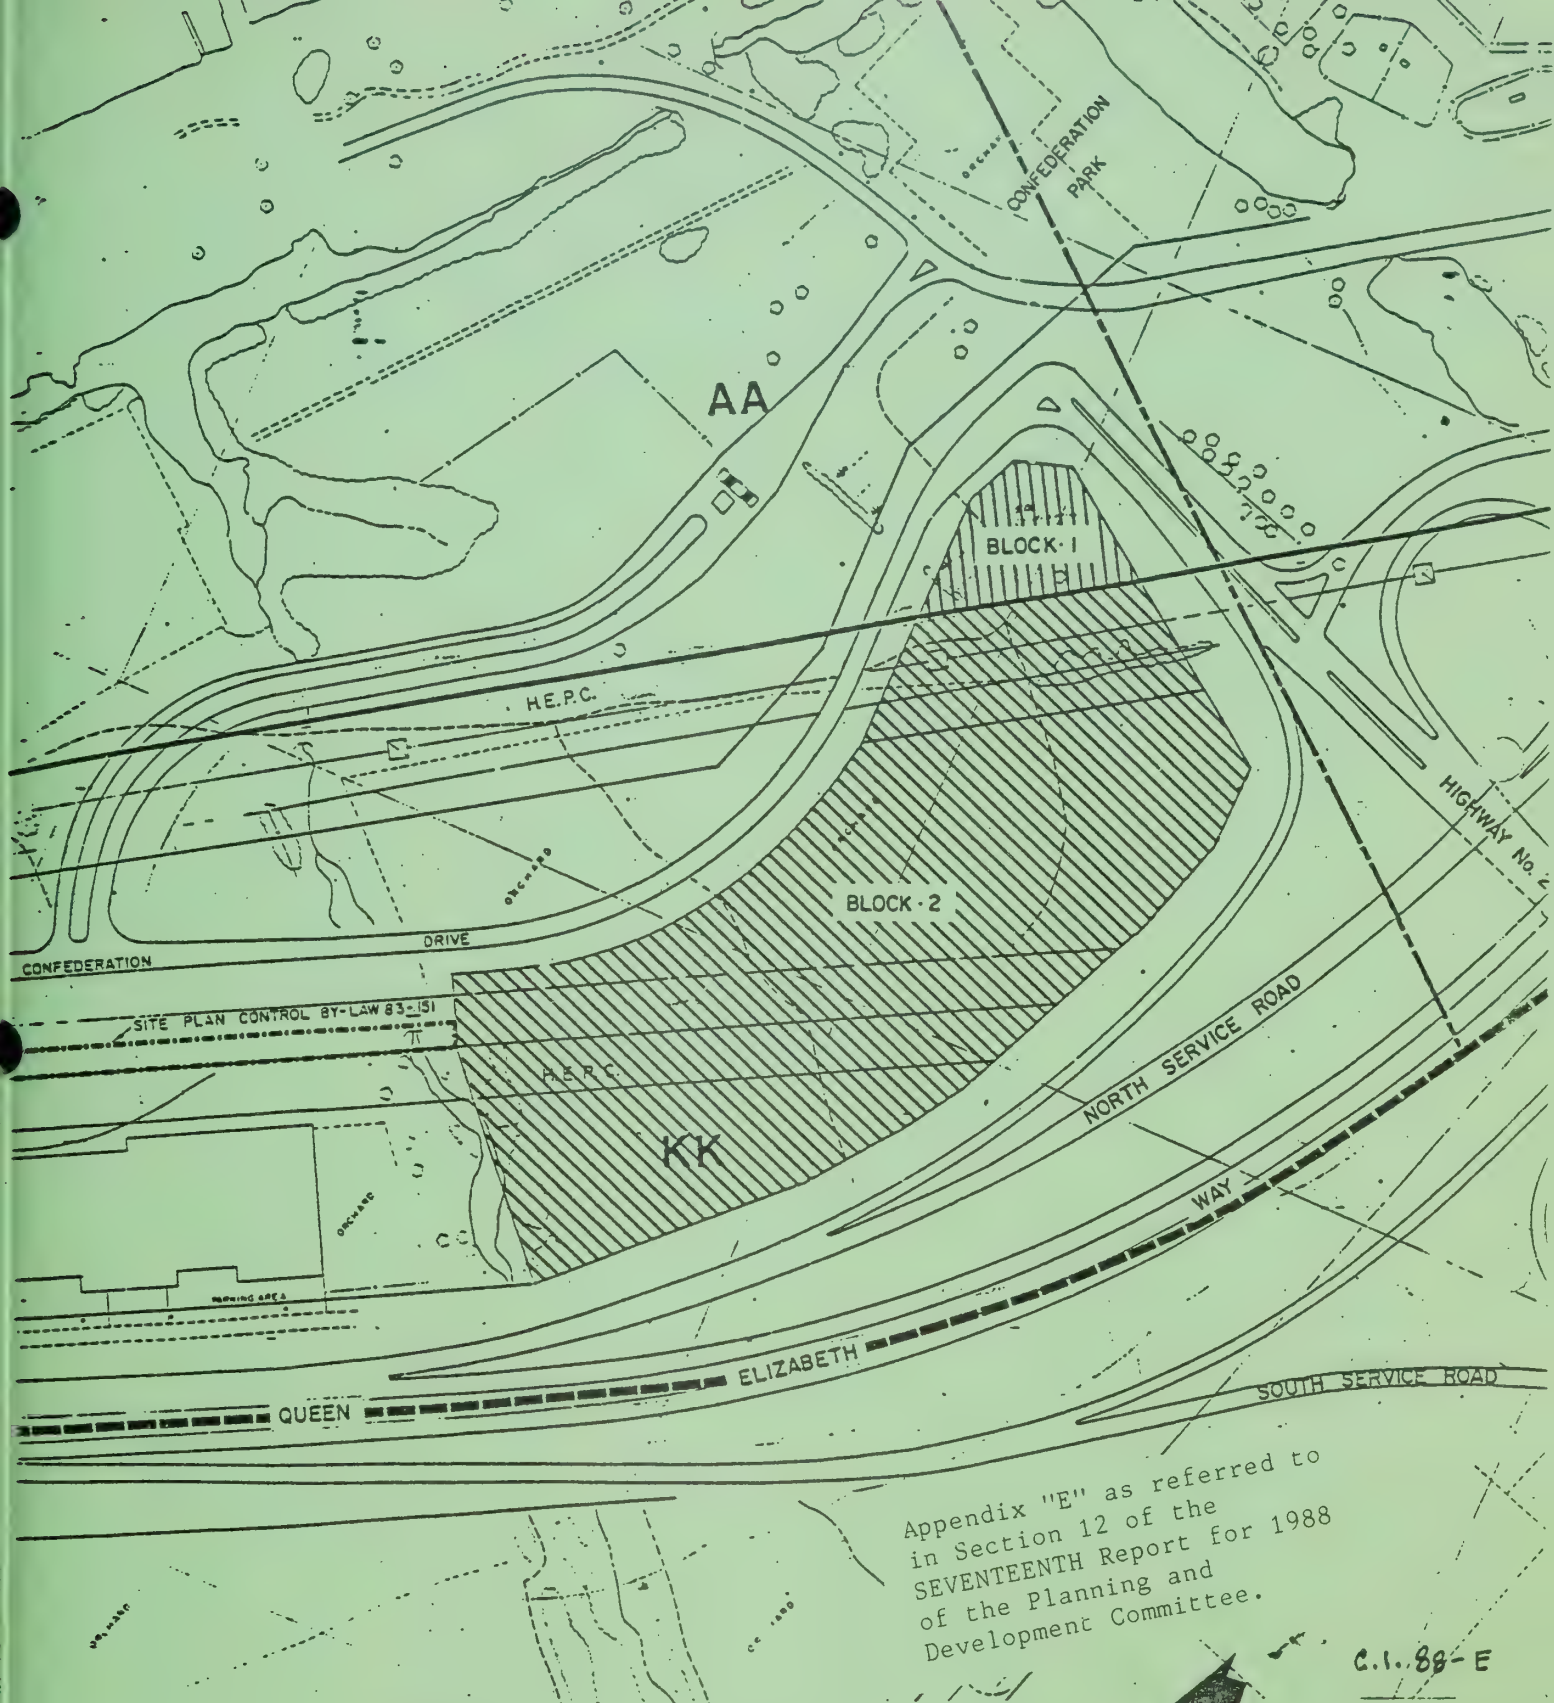 ORCHARD
CONFEDERATION
PARK
AA
BLOCK-1
H.E.P.C.
HIGHWAY No. 2
ORCHARD
BLOCK-2
DRIVE
CONFEDERATION
SITE PLAN CONTROL BY-LAW 83-151
H.E.P.C.
NORTH SERVICE ROAD
KK
ORCHARD
WAY
PARKING AREA
ELIZABETH
QUEEN
SOUTH SERVICE ROAD
Appendix "E" as referred to
in Section 12 of the
SEVENTEENTH Report for 1988
of the Planning and
Development Committee.
ORCHARD
C.I. 88-E